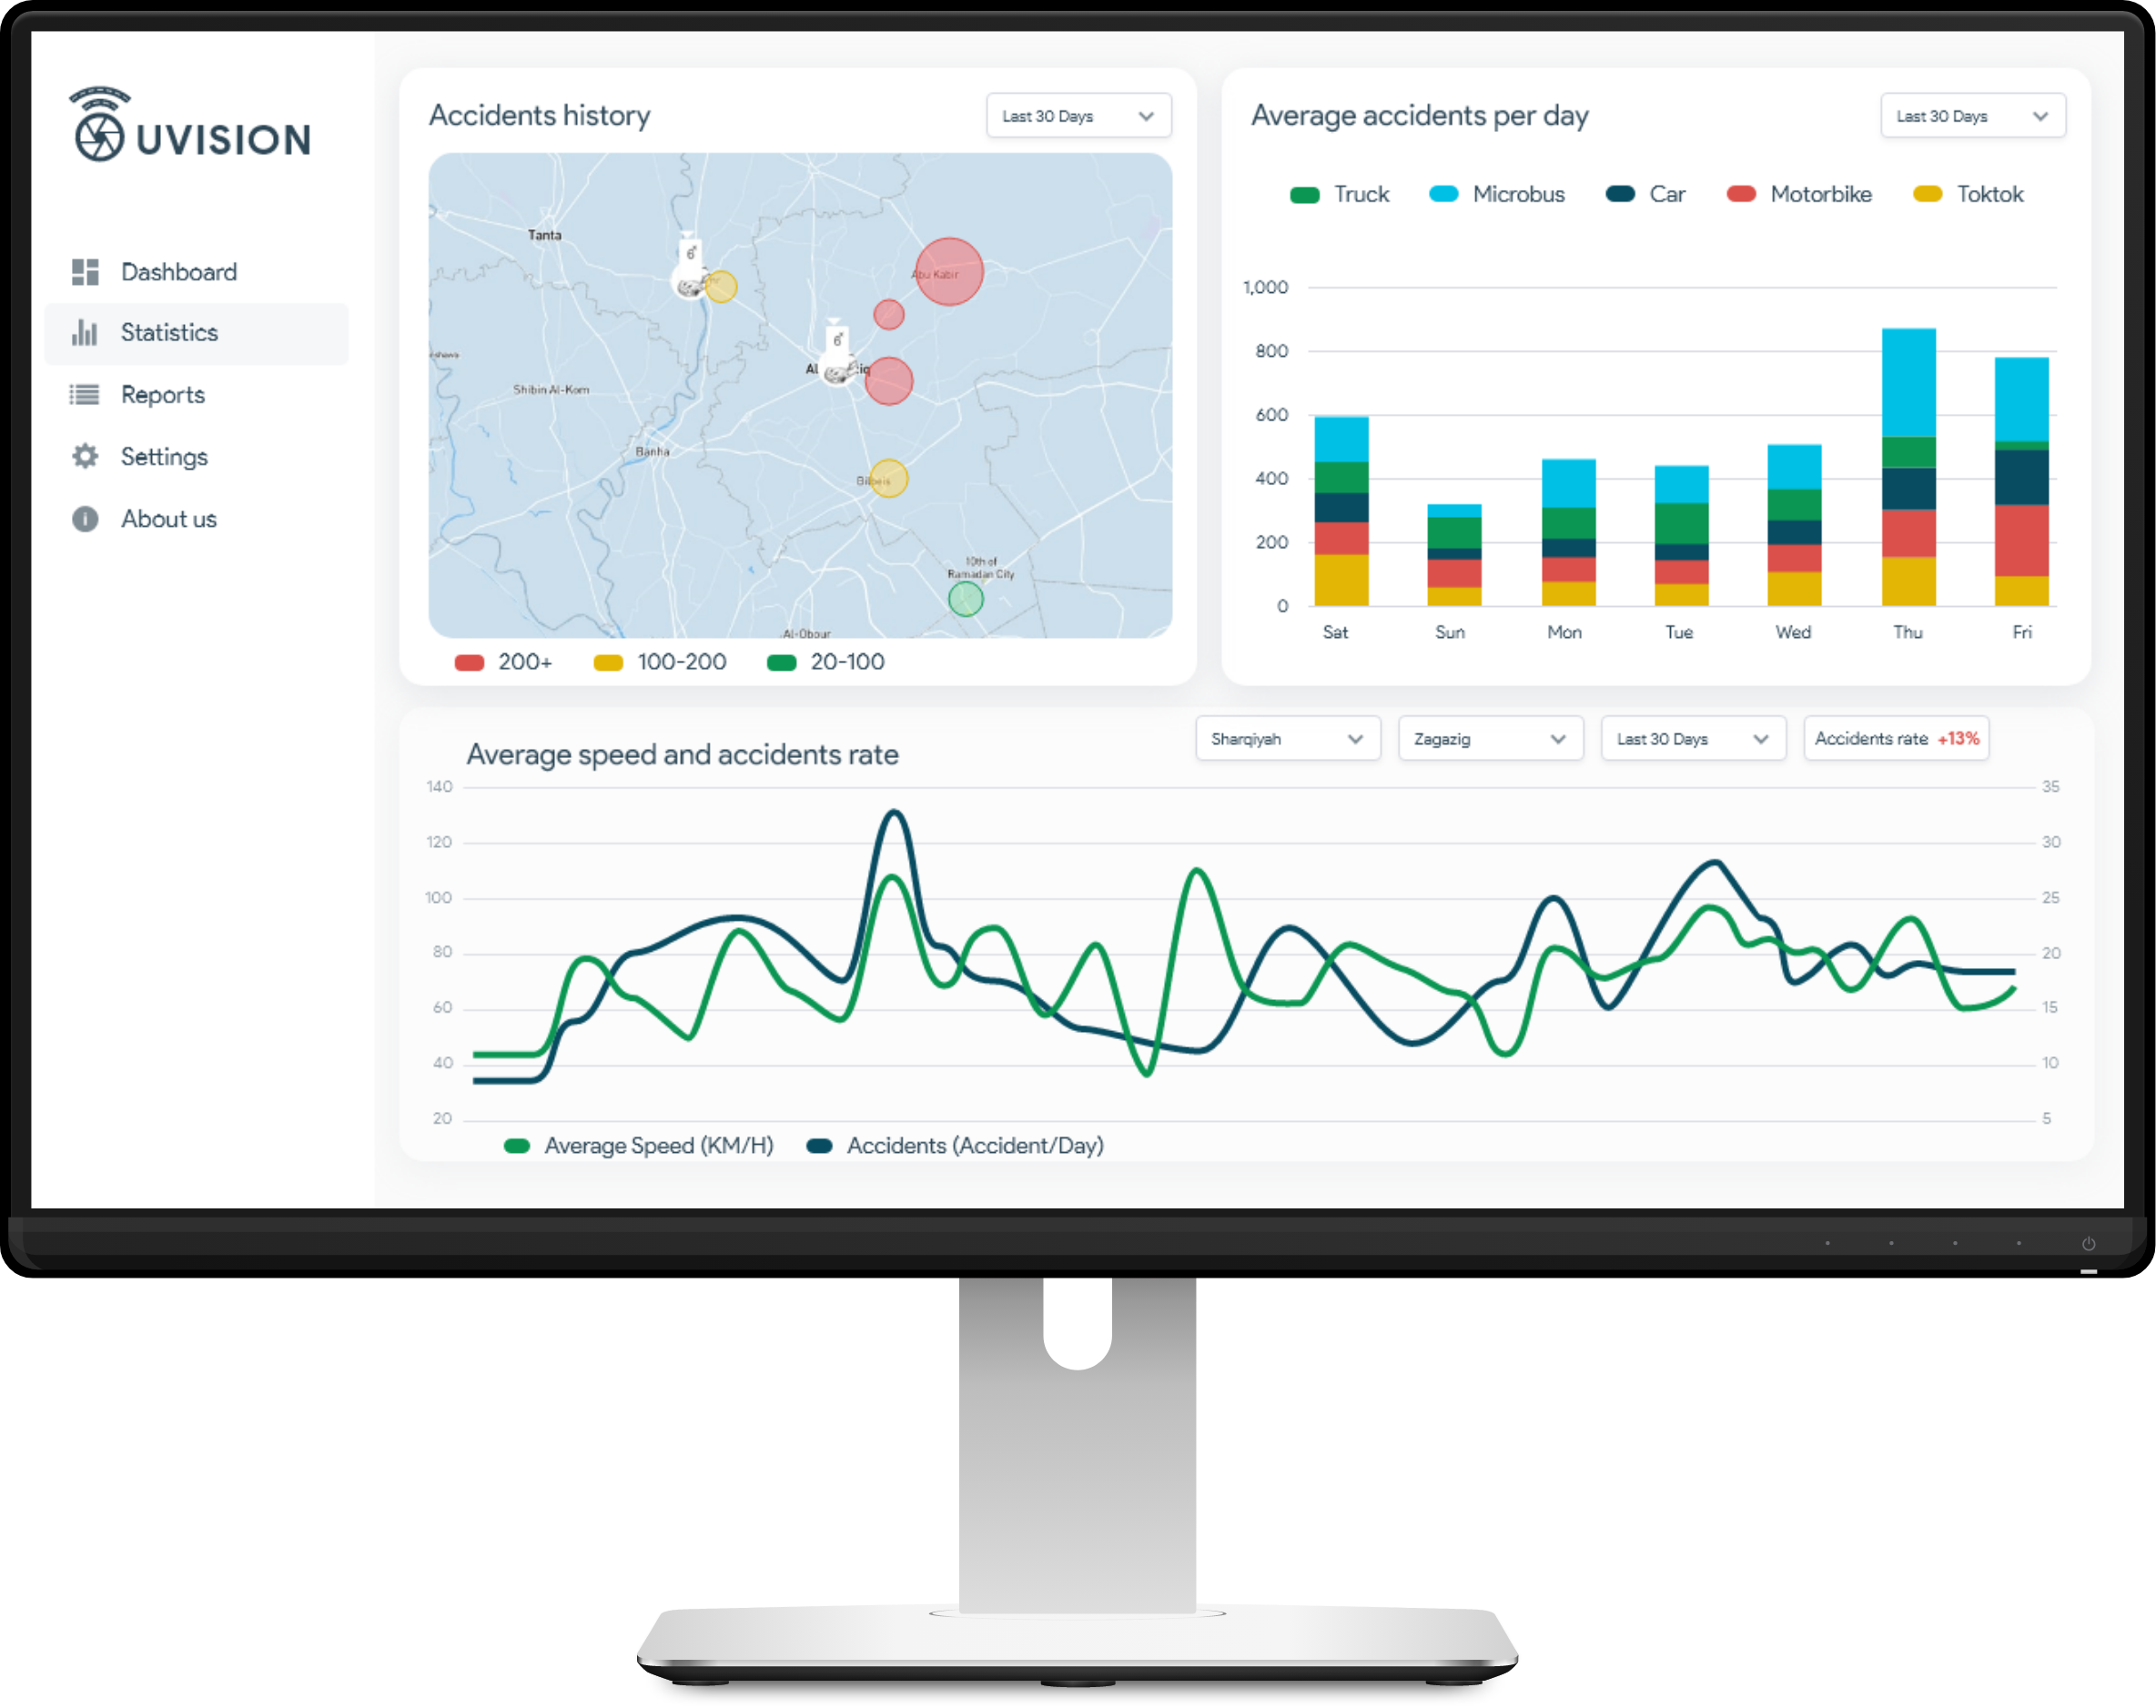 UVISION
Dashboard
Statistics
Reports
Settings
About us
Accidents history
Last 30 Days
Tanta
6
Abu Kabir
6
Shibin Al-Kom
Banha
10th of
Ramadan City
Al-Obour
200+
100-200
20-100
Average accidents per day
Last 30 Days
Truck
Microbus
Car
Motorbike
Toktok
1,000
800
600
400
200
0
Sat
Sun
Mon
Tue
Wed
Thu
Fri
Average speed and accidents rate
Sharqiyah
Zagazig
Last 30 Days
Accidents rate +13%
140
120
100
80
60
40
20
35
30
25
20
15
10
5
Average Speed (KM/H)
Accidents (Accident/Day)